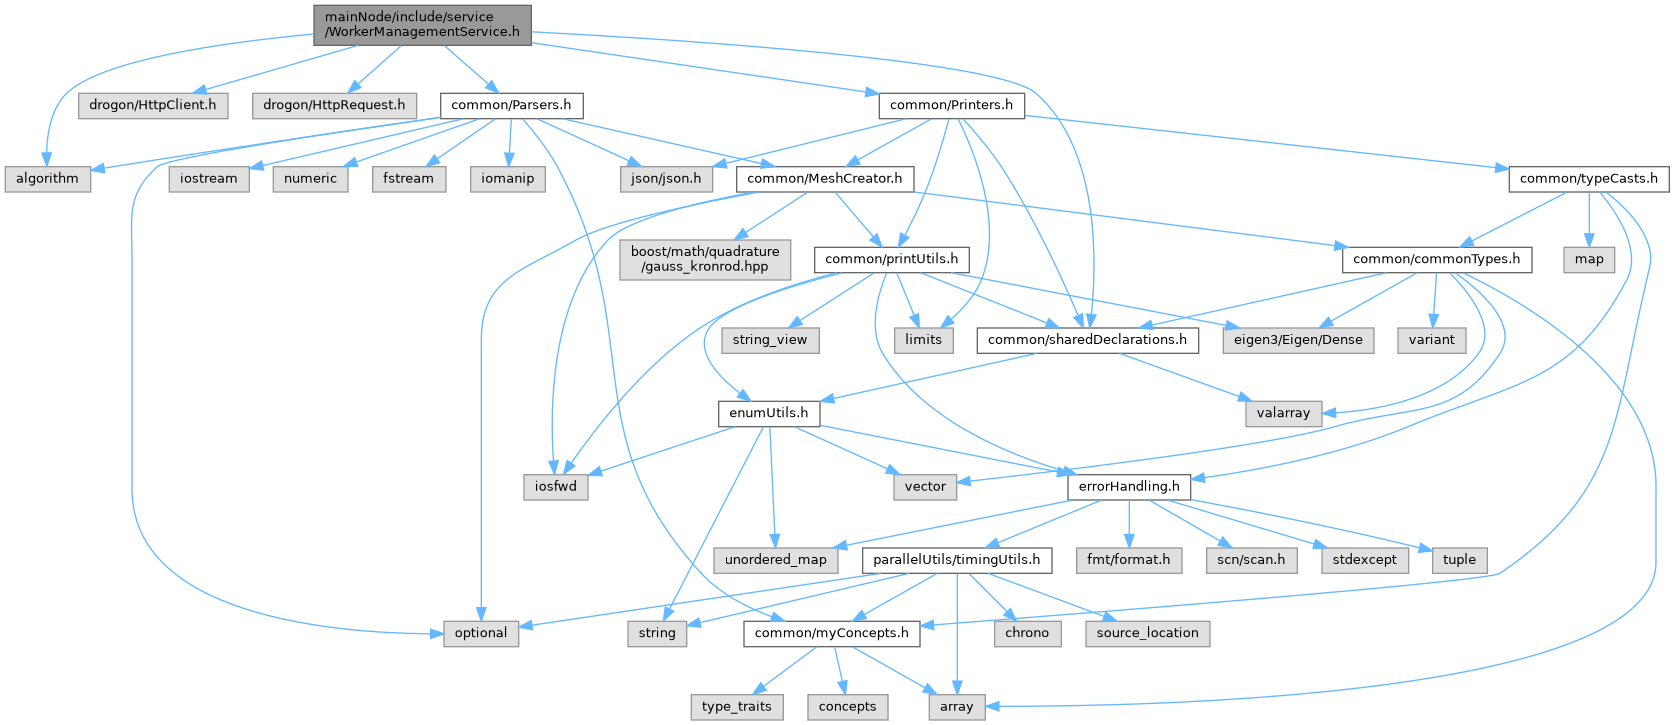 mainNode/include/service
/WorkerManagementService.h
drogon/HttpClient.h
drogon/HttpRequest.h
common/Parsers.h
common/Printers.h
algorithm
iostream
numeric
fstream
iomanip
json/json.h
common/MeshCreator.h
common/typeCasts.h
boost/math/quadrature
/gauss_kronrod.hpp
common/printUtils.h
common/commonTypes.h
map
string_view
limits
common/sharedDeclarations.h
eigen3/Eigen/Dense
variant
enumUtils.h
valarray
iosfwd
vector
errorHandling.h
unordered_map
parallelUtils/timingUtils.h
fmt/format.h
scn/scan.h
stdexcept
tuple
optional
string
common/myConcepts.h
chrono
source_location
type_traits
concepts
array